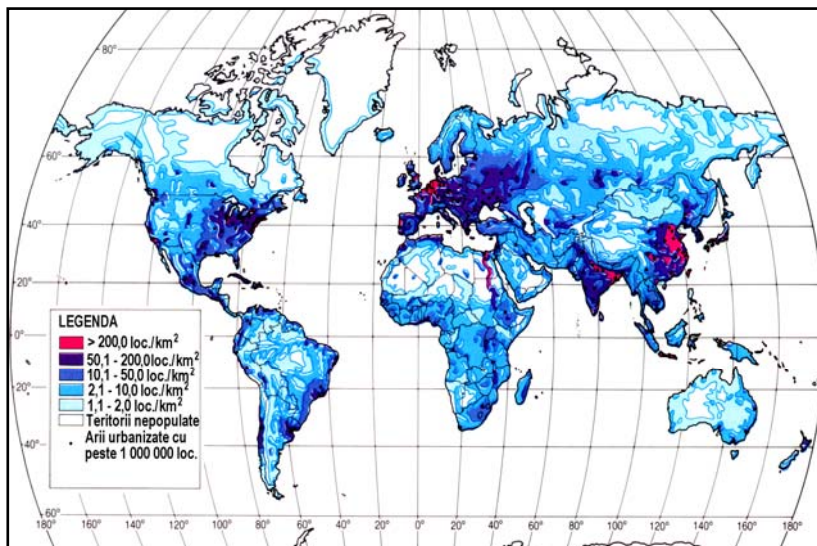 80°
60°
40°
20°
0°
20°
40°
60°
LEGENDA
> 200,0 loc./km²
50,1 - 200,0 loc./km²
10,1 - 50,0 loc./km²
2,1 - 10,0 loc./km²
1,1 - 2,0 loc./km²
Teritorii nepopulate
Arii urbanizate cu
peste 1 000 000 loc.
180° 160° 140° 120° 100° 80° 60° 40° 20° 0° 20° 40° 60° 80° 100° 120° 140° 160° 180°